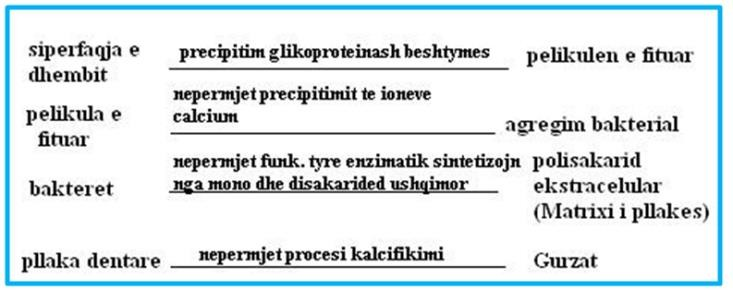 siperfaqja e
dhembit
precipitim glikoproteinash beshtymes
pelikulen e fituar
pelikula e
fituar
nepermjet precipitimit te ioneve
calcium
agregim bakterial
bakteret
nepermjet funk. tyre enzimatik sintetizojn
nga mono dhe disakarided ushqimor
polisakarid
ekstracelular
(Matrixi i pllakes)
pllaka dentare
nepermjet procesi kalcifikimi
Gurzat